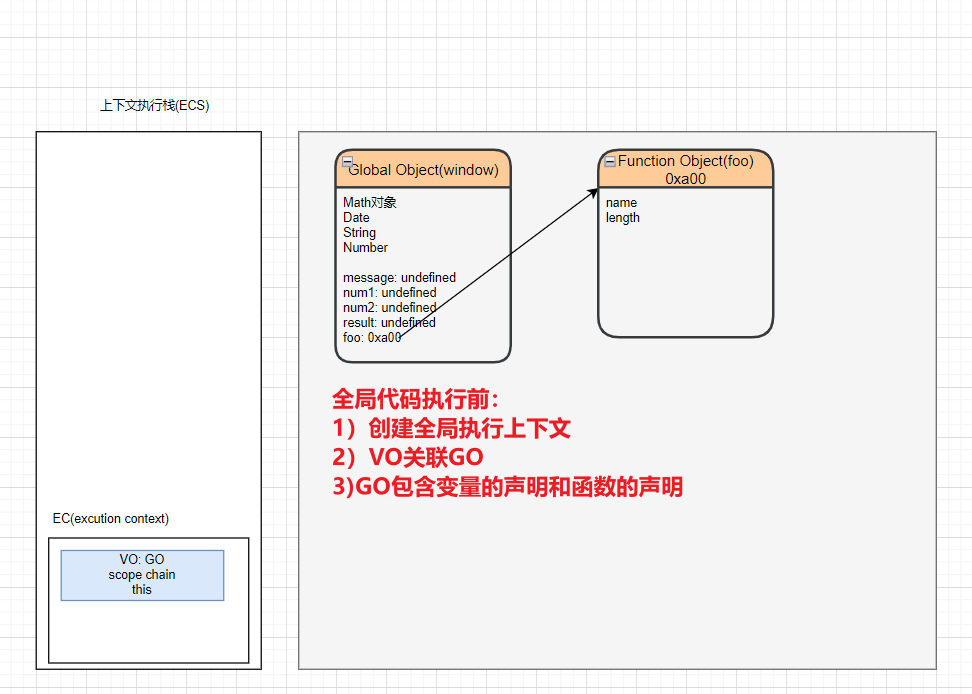 上下文执行栈(ECS)
EC(excution context)
VO: GO
scope chain
this
Global Object(window)
Math对象
Date
String
Number
message: undefined
num1: undefined
num2: undefined
result: undefined
foo: 0xa00
Function Object(foo)
0xa00
name
length
全局代码执行前：
1）创建全局执行上下文
2）VO关联GO
3)GO包含变量的声明和函数的声明